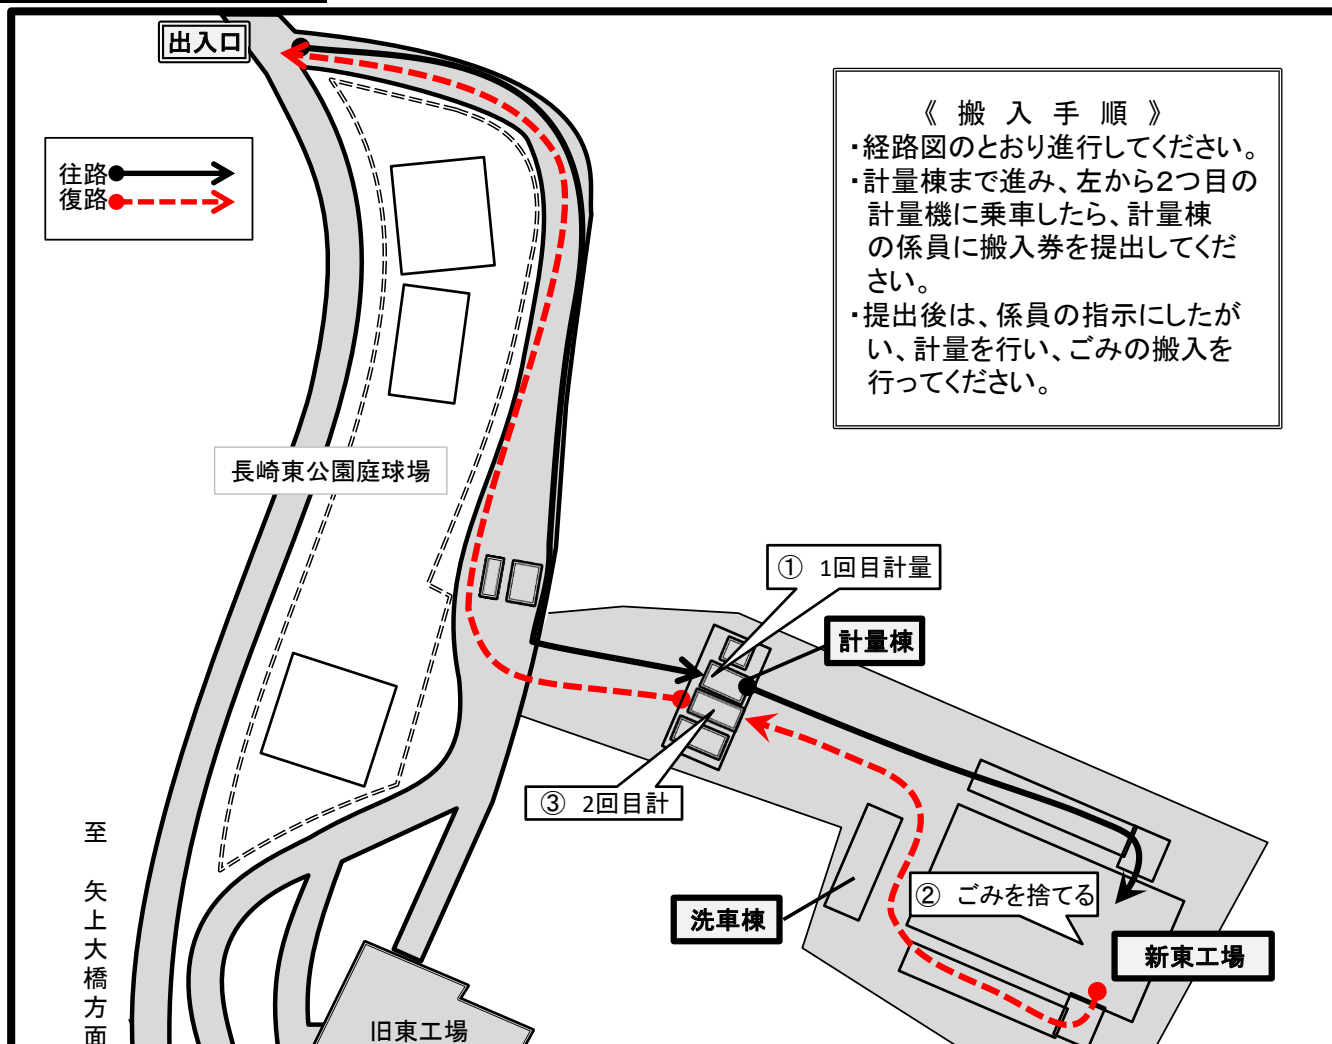 出入口
往路
復路
《 搬 入 手 順 》
・経路図のとおり進行してください。
・計量棟まで進み、左から2つ目の
計量機に乗車したら、計量棟
の係員に搬入券を提出してくだ
さい。
・提出後は、係員の指示にしたが
い、計量を行い、ごみの搬入を
行ってください。
長崎東公園庭球場
① 1回目計量
計量棟
③ 2回目計
② ごみを捨てる
洗車棟
新東工場
旧東工場
至 矢上大橋方面